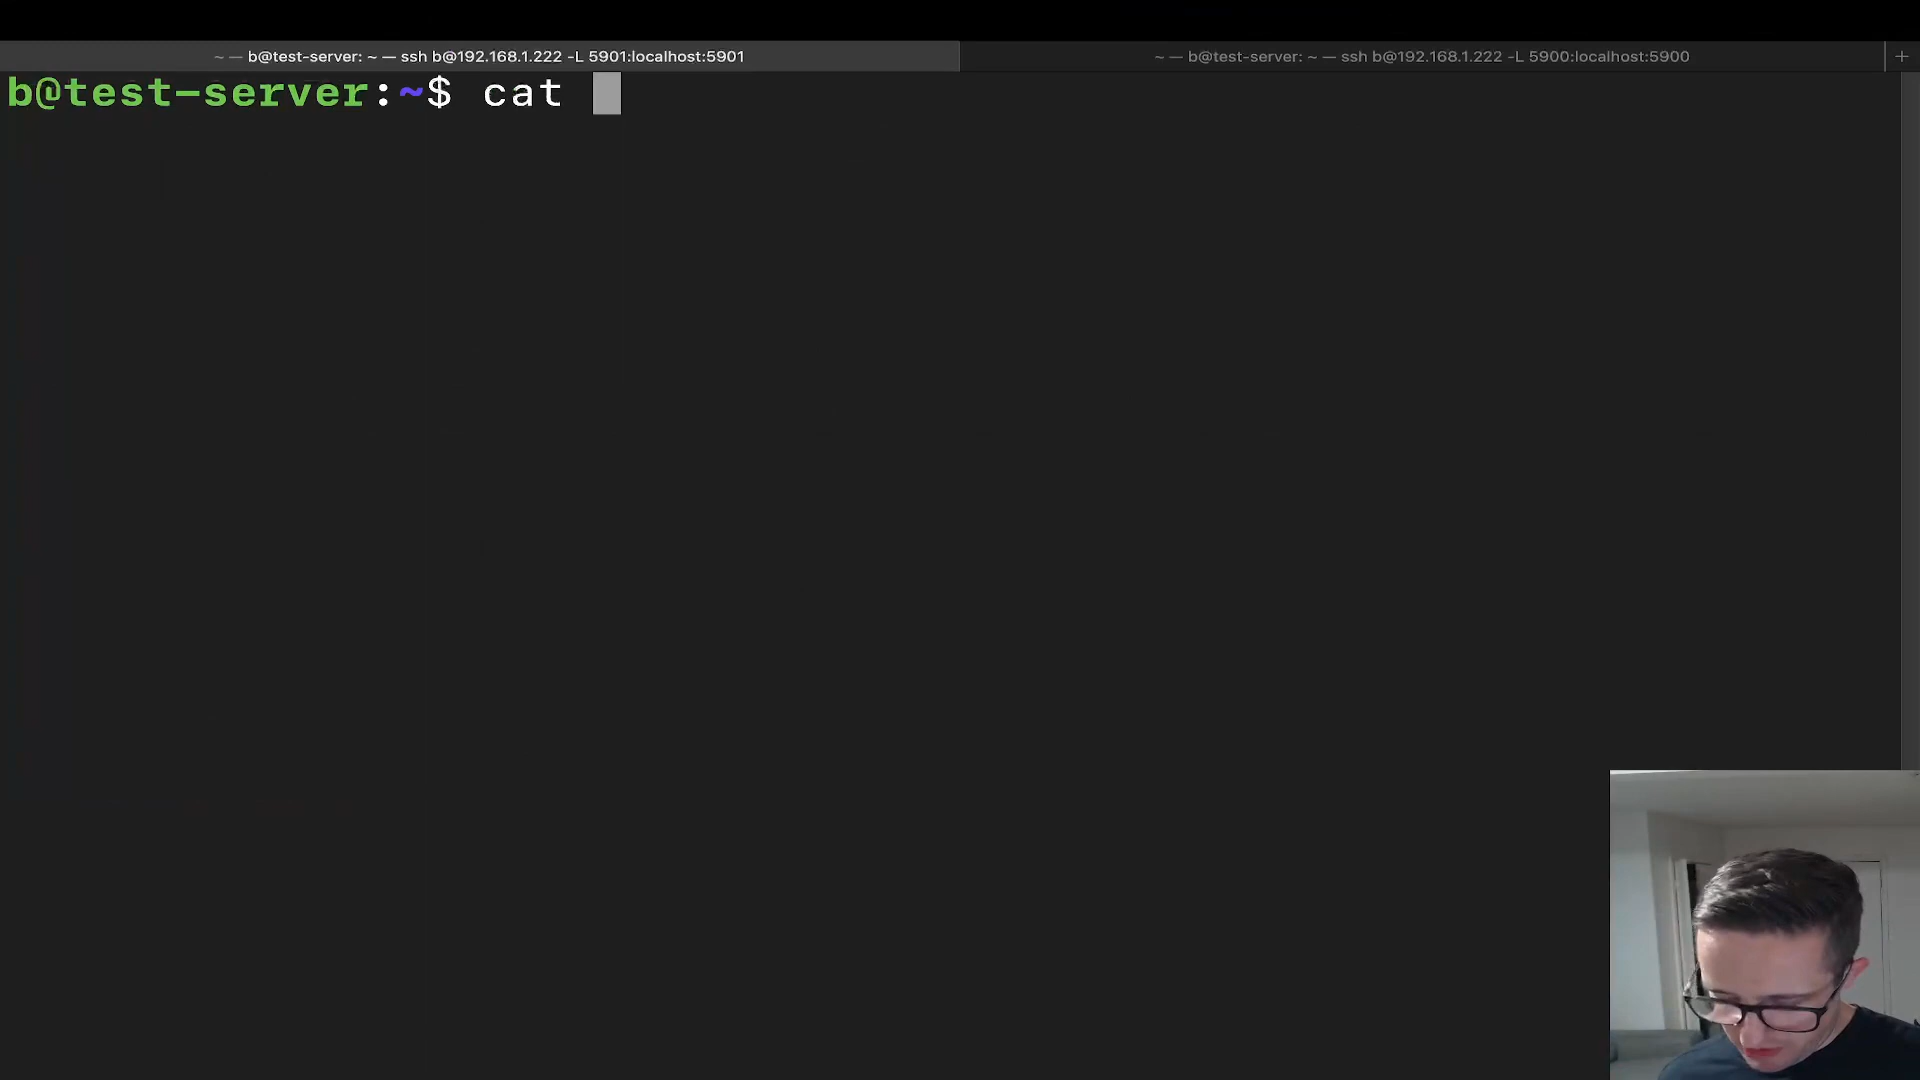 ~ — b@test-server: ~ — ssh b@192.168.1.222 -L 5901:localhost:5901
~ — b@test-server: ~ — ssh b@192.168.1.222 -L 5900:localhost:5900
+
b@test-server:~$ cat